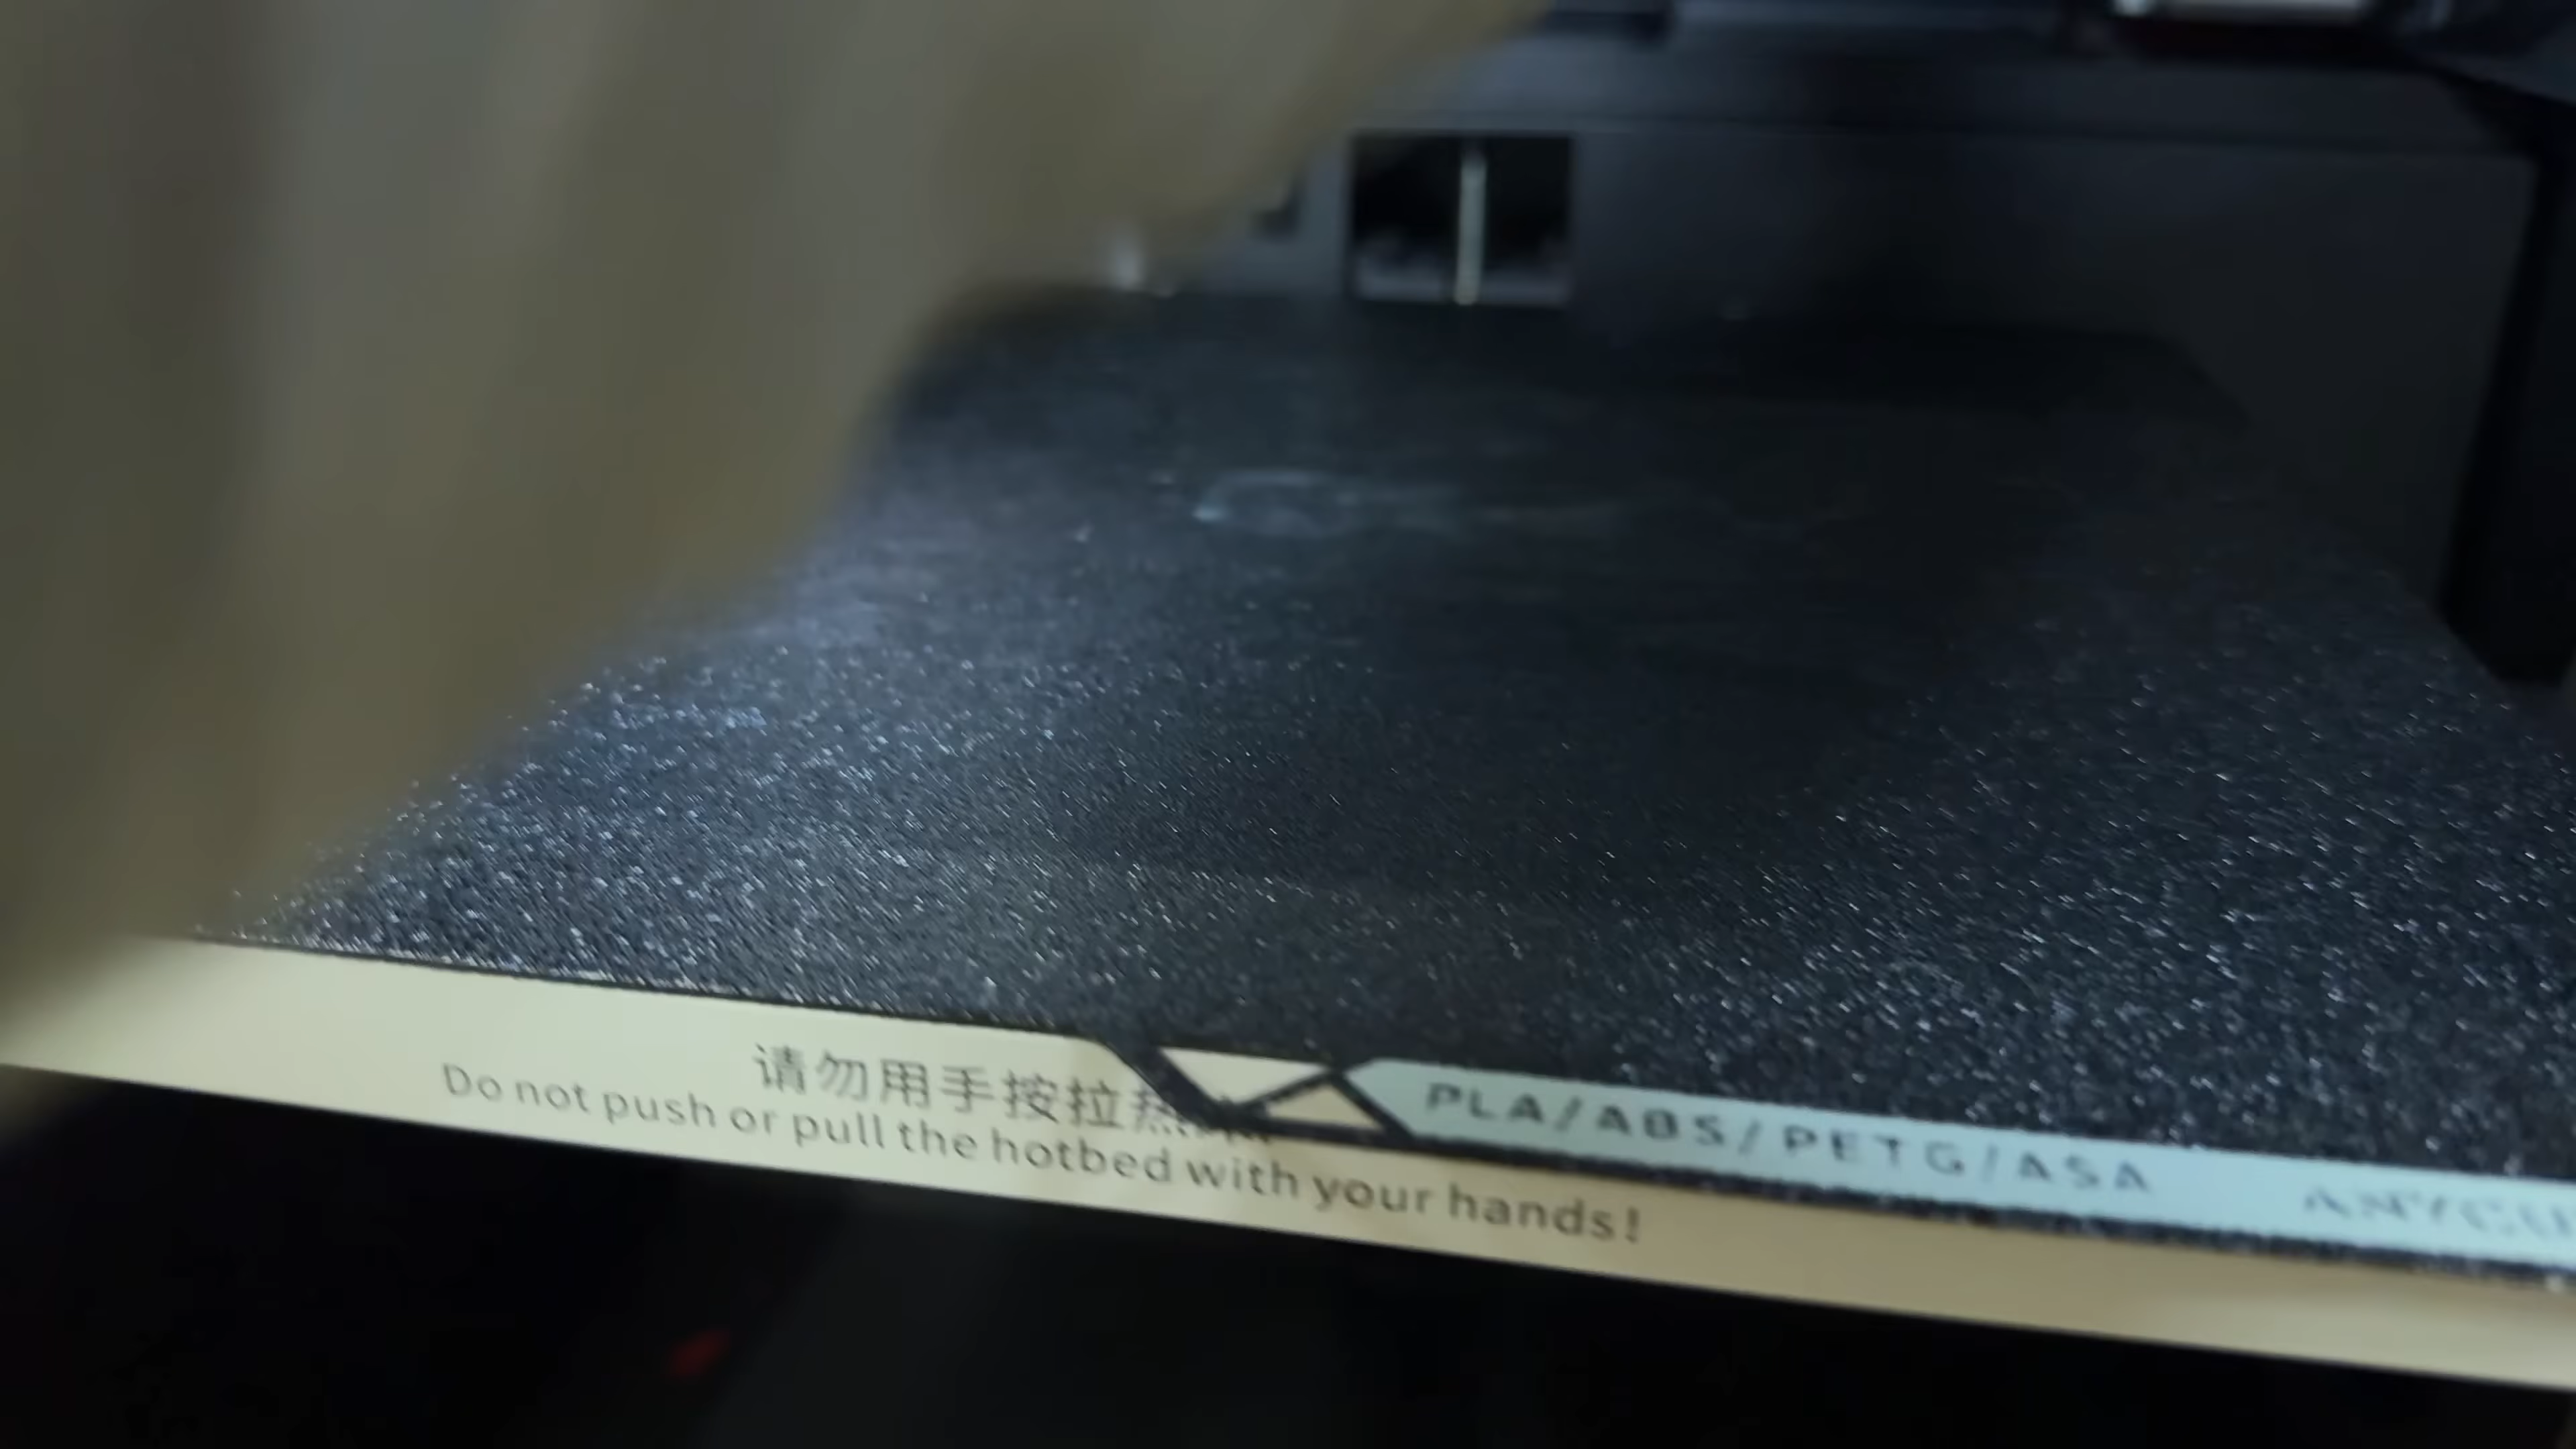 请勿用手按拉热
Do not push or pull the hotbed with your hands!
PLA/ABS/PETG/ASA